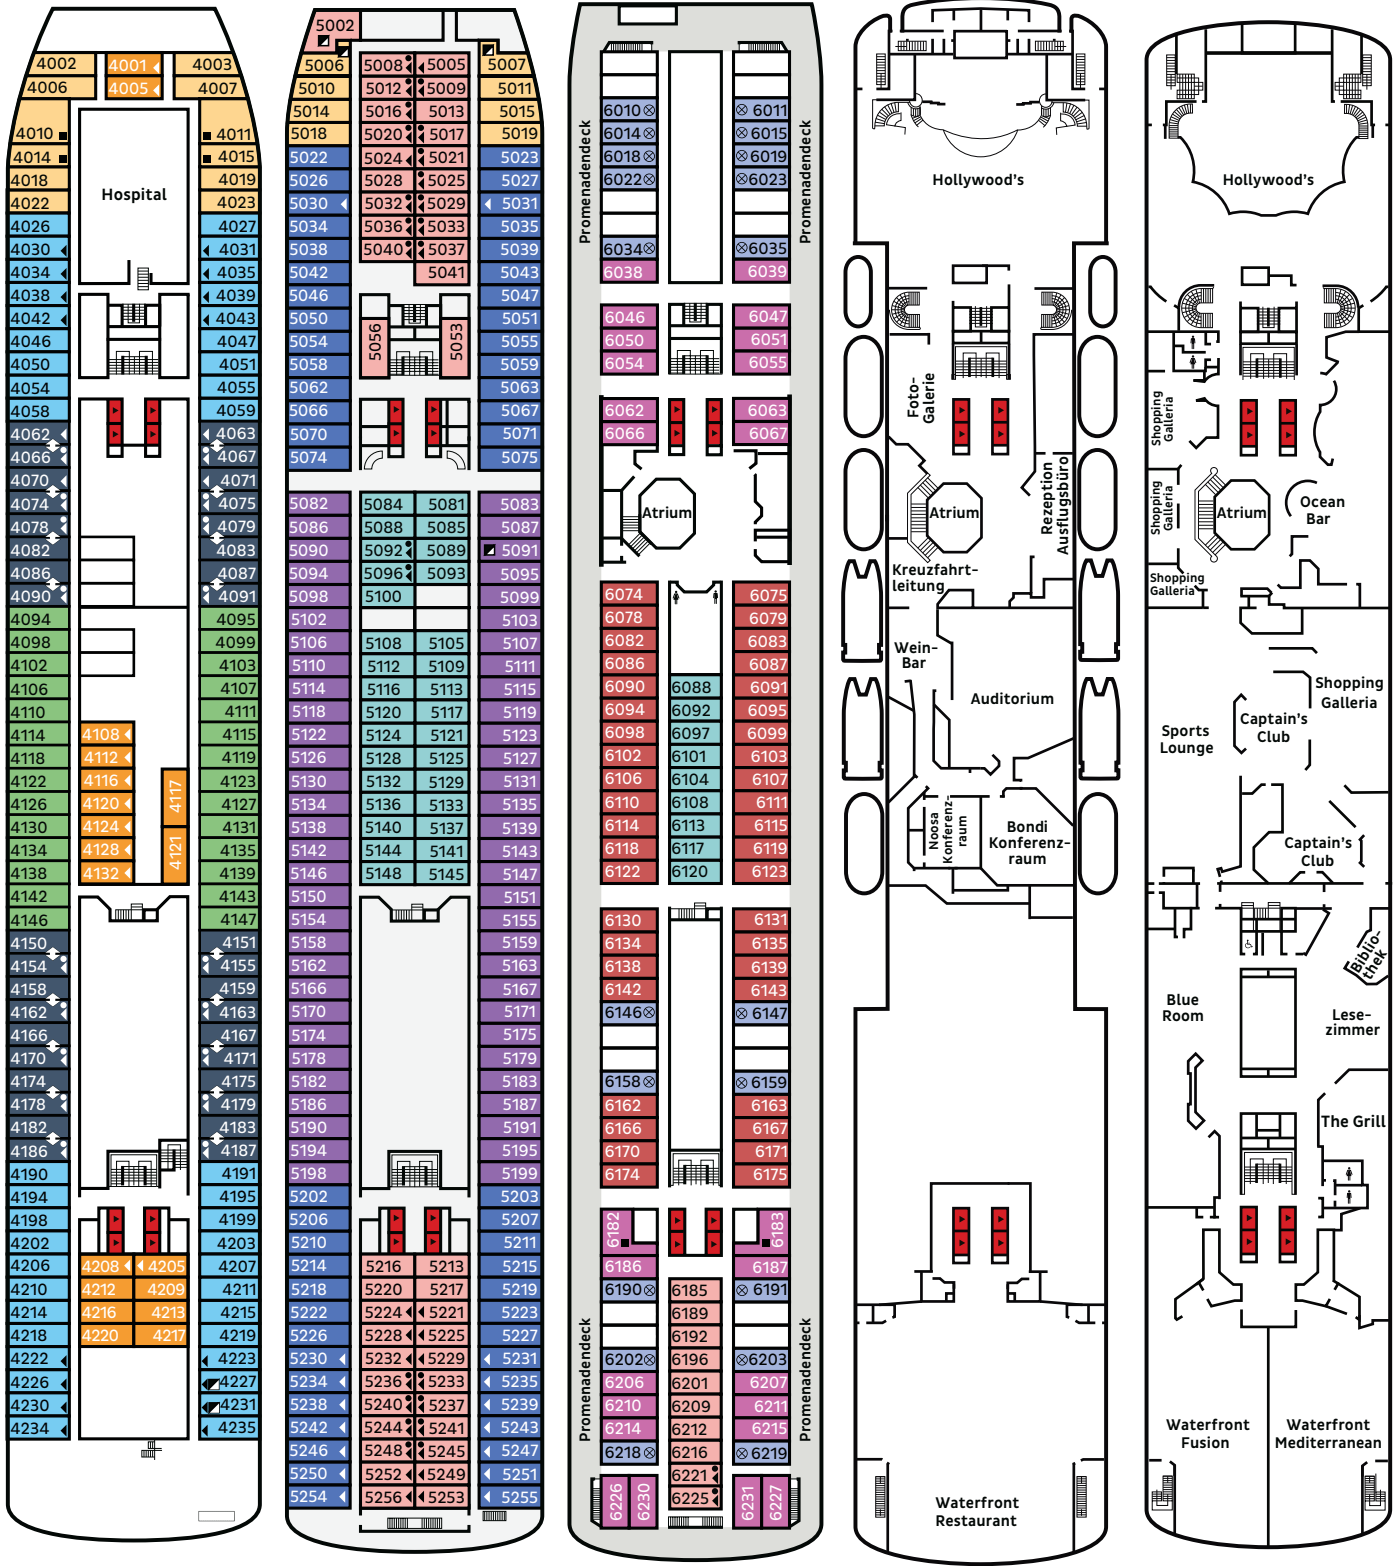 4002 4001 4003
4006 4005 4007
4010 4011
4014 4015
4018 4019
4022 4023
Hospital
4026 4027
4030 4031
4034 4035
4038 4039
4042 4043
4046 4047
4050 4051
4054 4055
4058 4059
4062 4063
4066 4067
4070 4071
4074 4075
4078 4079
4082 4083
4086 4087
4090 4091
4094 4095
4098 4099
4102 4103
4106 4107
4110 4111
4114 4108 4115
4118 4112 4119
4122 4116 4117 4123
4126 4120 4127
4130 4124 4131
4134 4128 4121 4135
4138 4132 4139
4142 4143
4146 4147
4150 4151
4154 4155
4158 4159
4162 4163
4166 4167
4170 4171
4174 4175
4178 4179
4182 4183
4186 4187
4190 4191
4194 4195
4198 4199
4202 4203
4206 4208 4205 4207
4210 4212 4209 4211
4214 4216 4213 4215
4218 4220 4217 4219
4222 4223
4226 4227
4230 4231
4234 4235
5002
5006 5008 5005 5007
5010 5012 5009 5011
5014 5016 5013 5015
5018 5020 5017 5019
5022 5024 5021 5023
5026 5028 5025 5027
5030 5032 5029 5031
5034 5036 5033 5035
5038 5040 5037 5039
5042 5041 5043
5046 5047
5050 5056 5053 5051
5054 5055
5058 5059
5062 5063
5066 5067
5070 5071
5074 5075
5082 5084 5081 5083
5086 5088 5085 5087
5090 5092 5089 5091
5094 5096 5093 5095
5098 5100 5099
5102 5103
5106 5108 5105 5107
5110 5112 5109 5111
5114 5116 5113 5115
5118 5120 5117 5119
5122 5124 5121 5123
5126 5128 5125 5127
5130 5132 5129 5131
5134 5136 5133 5135
5138 5140 5137 5139
5142 5144 5141 5143
5146 5148 5145 5147
5150 5151
5154 5155
5158 5159
5162 5163
5166 5167
5170 5171
5174 5175
5178 5179
5182 5183
5186 5187
5190 5191
5194 5195
5198 5199
5202 5203
5206 5207
5210 5211
5214 5216 5213 5215
5218 5220 5217 5219
5222 5224 5221 5223
5226 5228 5225 5227
5230 5232 5229 5231
5234 5236 5233 5235
5238 5240 5237 5239
5242 5244 5241 5243
5246 5248 5245 5247
5250 5252 5249 5251
5254 5256 5253 5255
Promenadendeck
Promenadendeck
6010 6011
6014 6015
6018 6019
6022 6023
6034 6035
6038 6039
6046 6047
6050 6051
6054 6055
6062 6063
6066 6067
Atrium
6074 6075
6078 6079
6082 6083
6086 6087
6090 6088 6091
6094 6092 6095
6098 6097 6099
6102 6101 6103
6106 6104 6107
6110 6108 6111
6114 6113 6115
6118 6117 6119
6122 6120 6123
6130 6131
6134 6135
6138 6139
6142 6143
6146 6147
6158 6159
6162 6163
6166 6167
6170 6171
6174 6175
6182 6183
6186 6187
6190 6185 6191
6189
6192
6202 6196 6203
6206 6201 6207
6210 6209 6211
6214 6212 6215
6218 6216 6219
6221
6226 6230 6225 6231 6227
Promenadendeck
Promenadendeck
Hollywood's
Foto-
Galerie
Atrium
Rezeption
Ausflugsbüro
Kreuzfahrt-
leitung
Wein-
Bar
Auditorium
Noosa
Konferenz-
raum
Bondi
Konferenz-
raum
Waterfront
Restaurant
Hollywood's
Shopping
Galleria
Shopping
Galleria
Atrium
Ocean
Bar
Shopping
Galleria
Shopping
Galleria
Sports
Lounge
Captain's
Club
Captain's
Club
Biblio-
thek
Blue
Room
Lese-
zimmer
The Grill
Waterfront
Fusion
Waterfront
Mediterranean